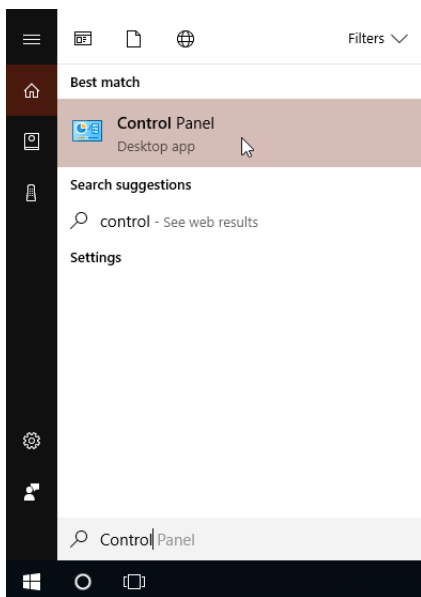 Filters
Best match
Control Panel
Desktop app
Search suggestions
control - See web results
Settings
Control Panel